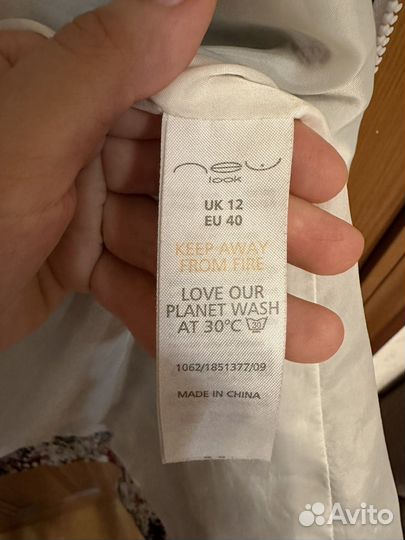 new
look
UK 12
EU 40
KEEP AWAY
FROM FIRE
LOVE OUR
PLANET WASH
AT 30°C 30
1062/1851377/09
MADE IN CHINA
Avito